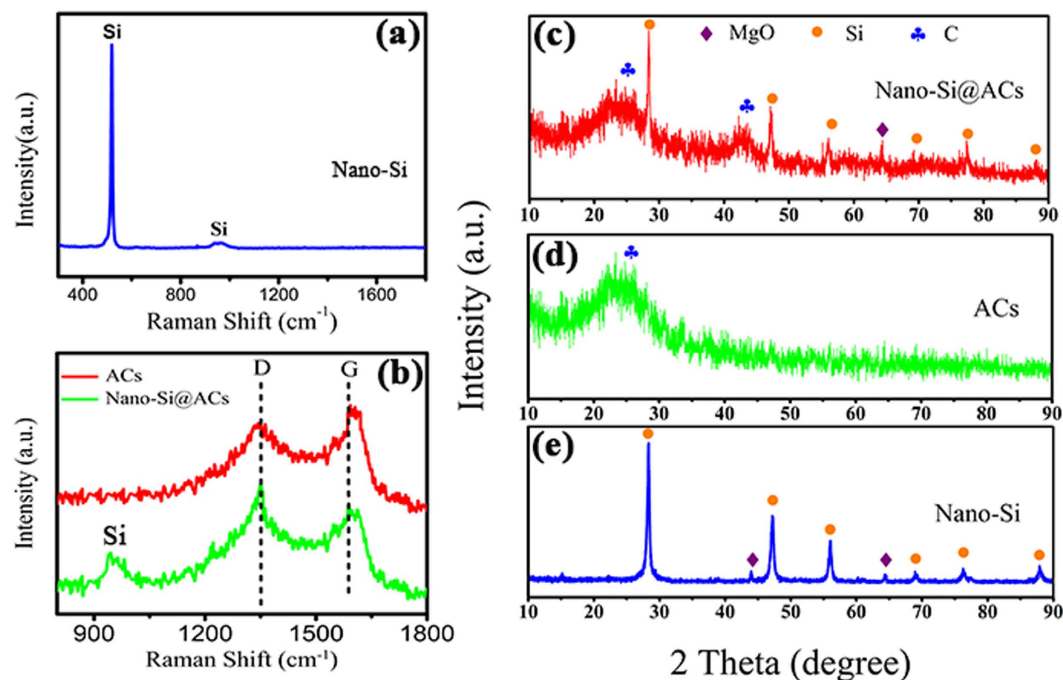 Si
(a)
Nano-Si
Si
Intensity(a.u.)
400 800 1200 1600
Raman Shift (cm⁻¹)
D G (b)
ACs
Nano-Si@ACs
Si
Intensity (a.u.)
900 1200 1500 1800
Raman Shift (cm⁻¹)
(c) MgO Si C
Nano-Si@ACs
10 20 30 40 50 60 70 80 90
(d)
ACs
10 20 30 40 50 60 70 80 90
(e)
Nano-Si
10 20 30 40 50 60 70 80 90
Intensity (a.u.)
2 Theta (degree)